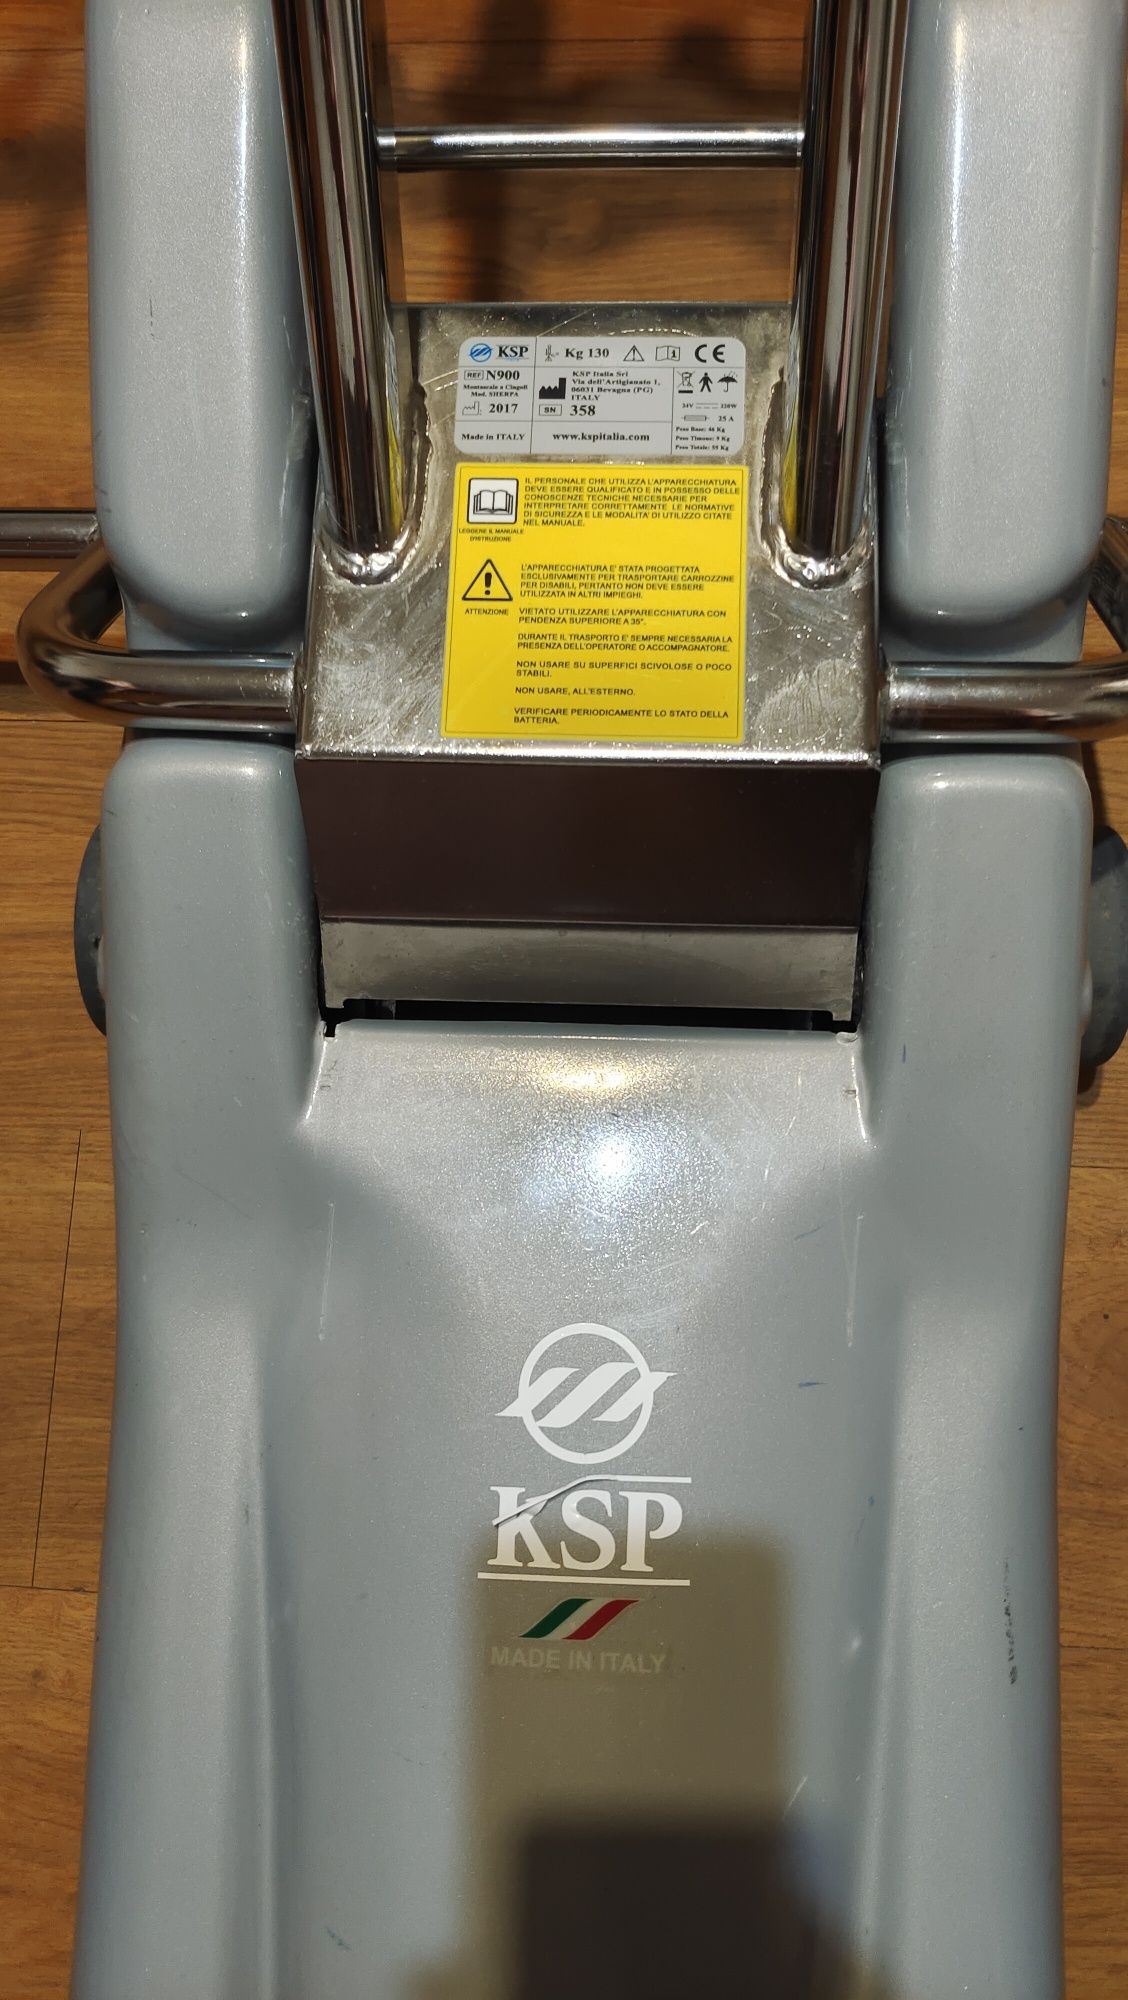 KSP
Kg 130
CE
REF N900
Montascale a Cingoli
Mod. SHERPA
2017
Made in ITALY
KSP Italia Srl
Via dell'Artigianato 1,
06031 Bevagna (PG)
ITALY
SN 358
www.kspitalia.com
24V 320W
25 A
Peso Base: 46 Kg
Peso Timone: 9 Kg
Peso Totale: 55 Kg
LEGGERE IL MANUALE
D'ISTRUZIONE
IL PERSONALE CHE UTILIZZA L'APPARECCHIATURA
DEVE ESSERE QUALIFICATO E IN POSSESSO DELLE
CONOSCENZE TECNICHE NECESSARIE PER
INTERPRETARE CORRETTAMENTE LE NORMATIVE
DI SICUREZZA E LE MODALITA' DI UTILIZZO CITATE
NEL MANUALE.
ATTENZIONE
L'APPARECCHIATURA E' STATA PROGETTATA
ESCLUSIVAMENTE PER TRASPORTARE CARROZZINE
PER DISABILI, PERTANTO NON DEVE ESSERE
UTILIZZATA IN ALTRI IMPIEGHI.
VIETATO UTILIZZARE L'APPARECCHIATURA CON
PENDENZA SUPERIORE A 35°.
DURANTE IL TRASPORTO E' SEMPRE NECESSARIA LA
PRESENZA DELL'OPERATORE O ACCOMPAGNATORE.
NON USARE SU SUPERFICI SCIVOLOSE O POCO
STABILI.
NON USARE, ALL'ESTERNO.
VERIFICARE PERIODICAMENTE LO STATO DELLA
BATTERIA.
KSP
MADE IN ITALY